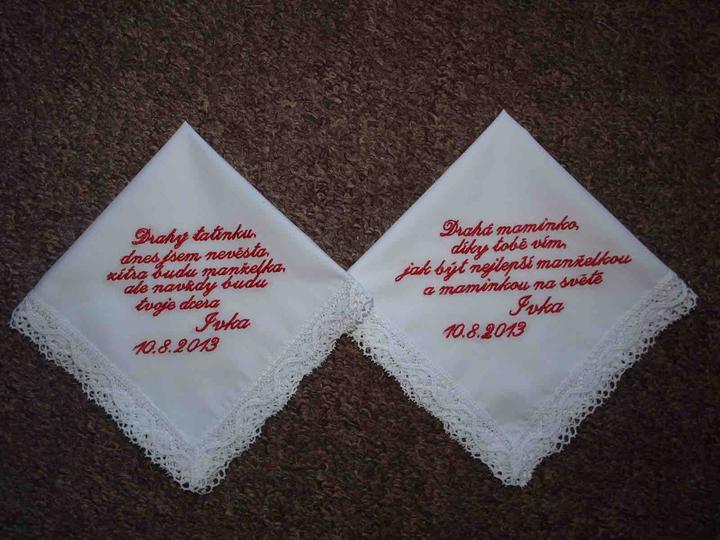 Drahý tatínku,
dnes jsem nevěsta,
zítra budu manželka,
ale navždy budu
tvoje dcera
Ivka
10.8.2013
Drahá maminko,
díky tobě vím,
jak být nejlepší manželkou
a maminkou na světě
Ivka
10.8.2013